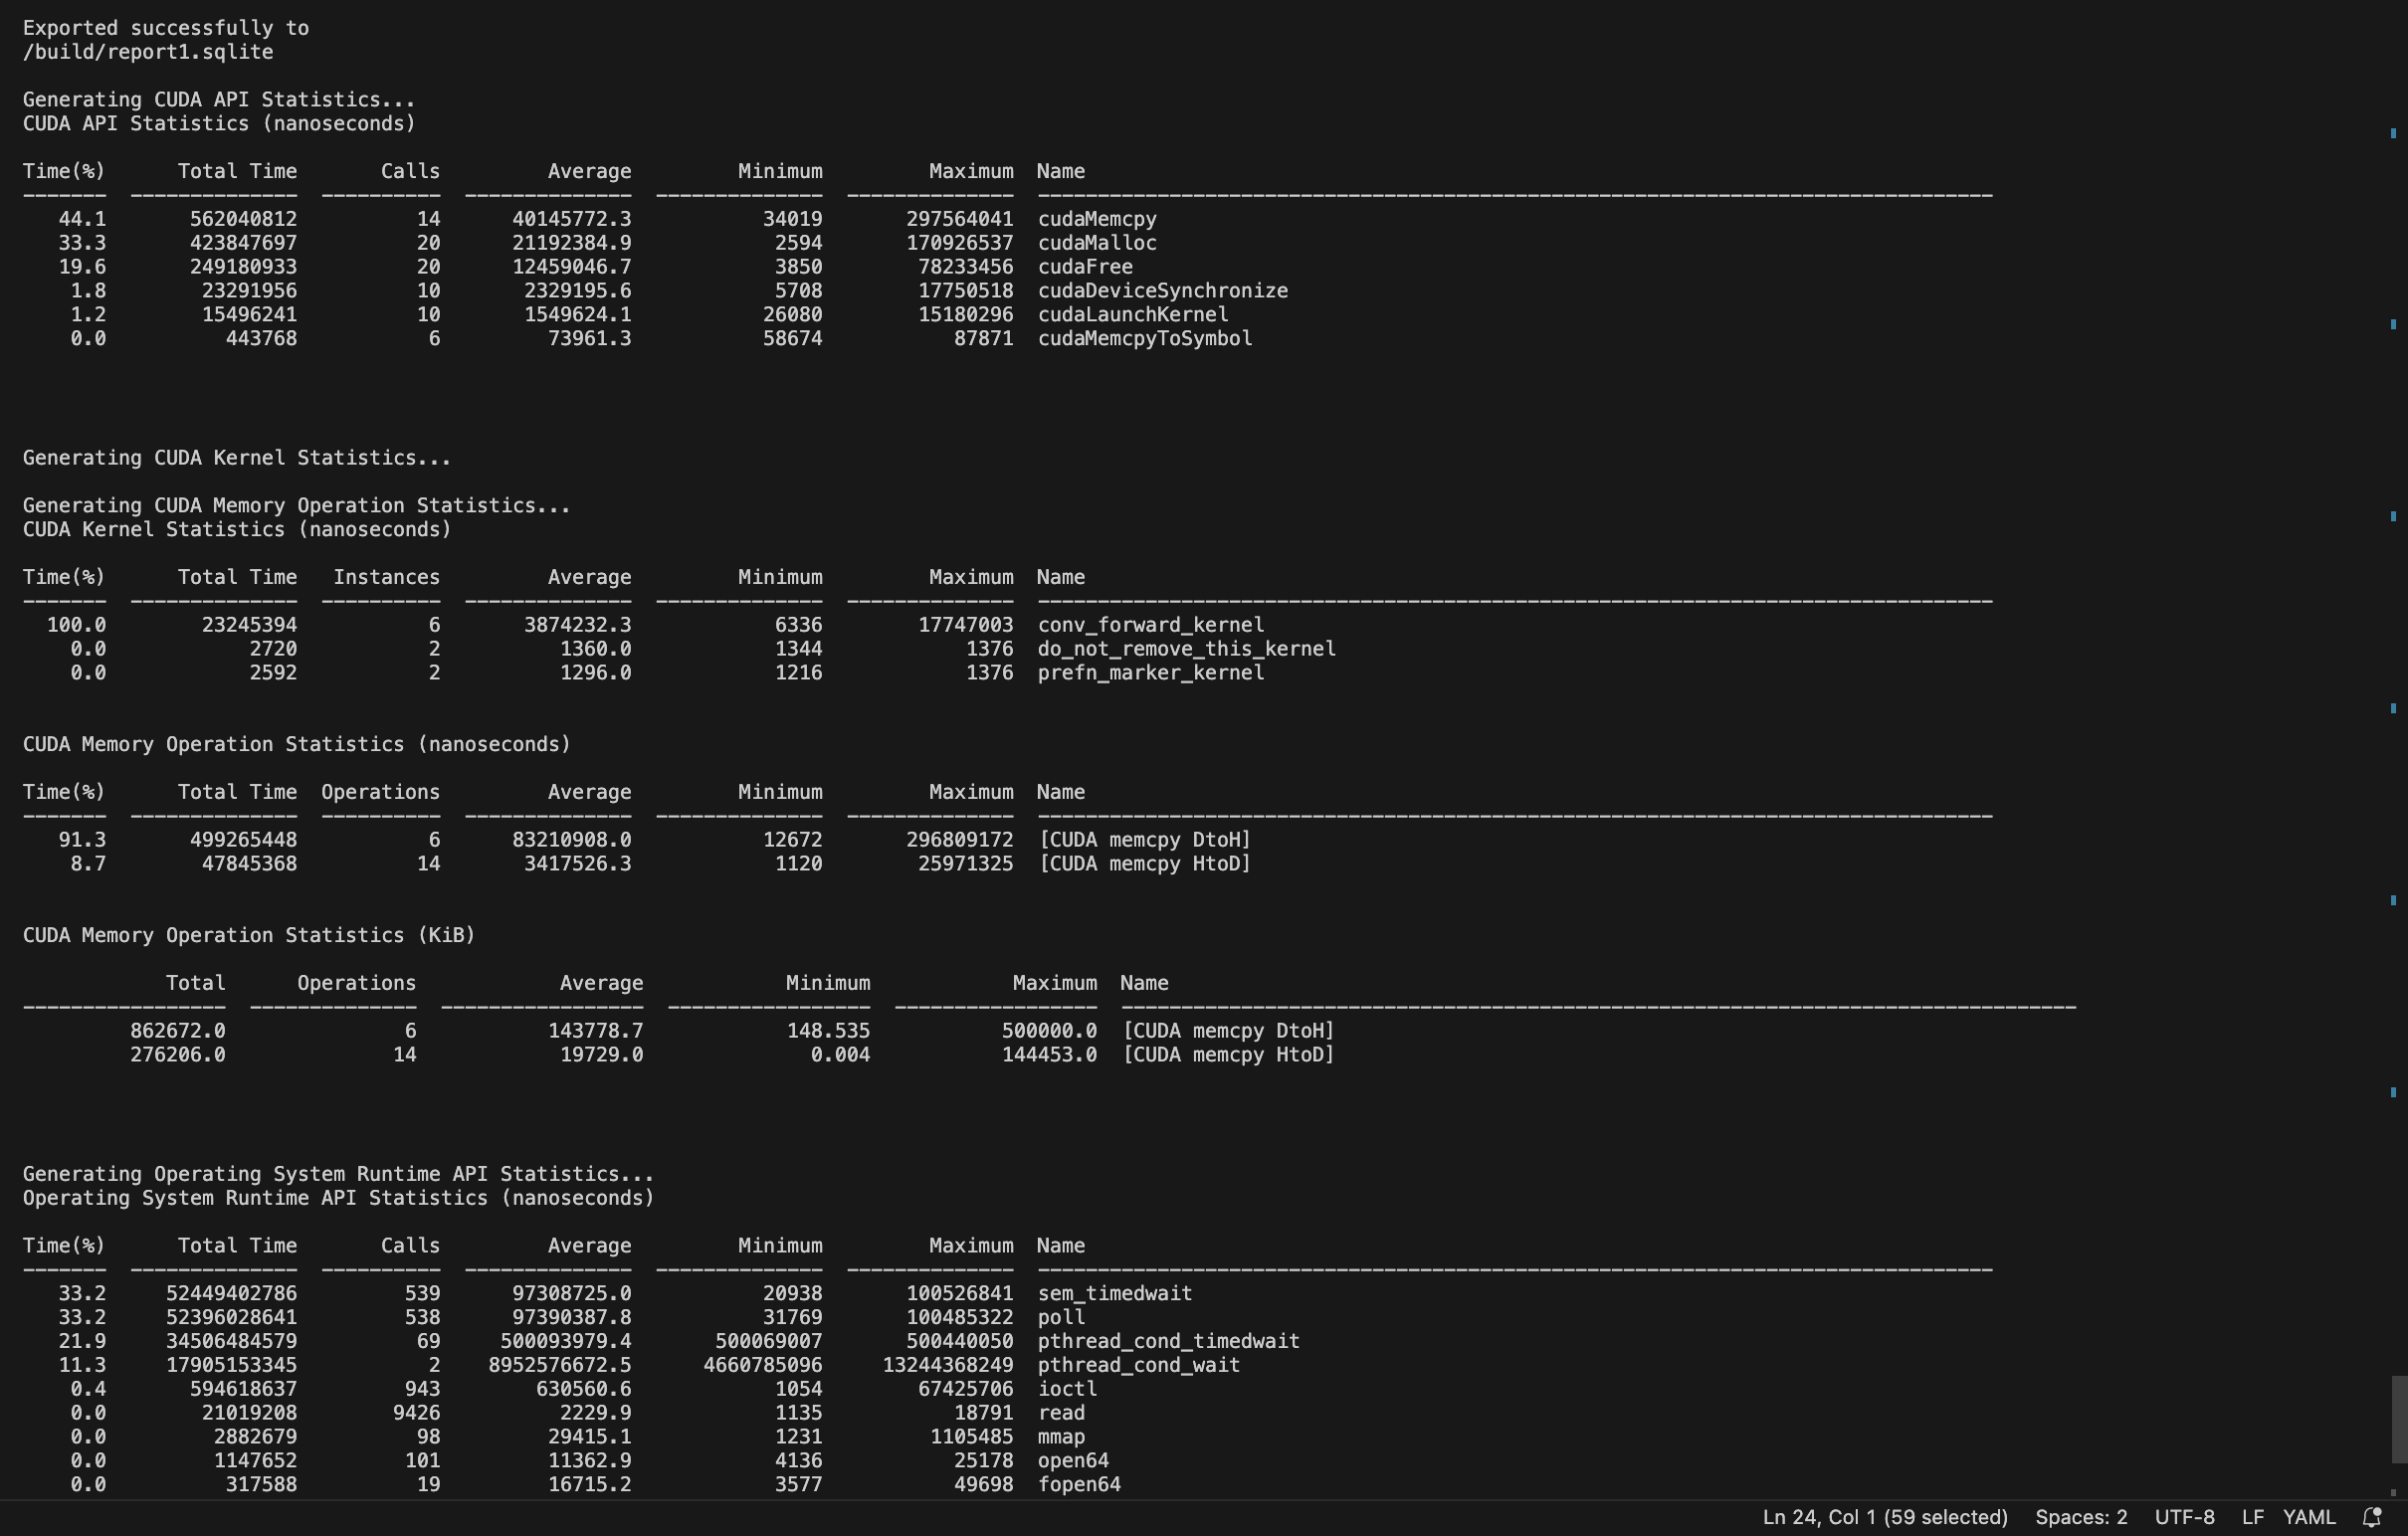 Exported successfully to
/build/report1.sqlite
Generating CUDA API Statistics...
CUDA API Statistics (nanoseconds)
Time(%) Total Time Calls Average Minimum Maximum Name
------- -------------- ---------- -------------- -------------- -------------- --------------------------------------------------------------------------------
44.1 562040812 14 40145772.3 34019 297564041 cudaMemcpy
33.3 423847697 20 21192384.9 2594 170926537 cudaMalloc
19.6 249180933 20 12459046.7 3850 78233456 cudaFree
1.8 23291956 10 2329195.6 5708 17750518 cudaDeviceSynchronize
1.2 15496241 10 1549624.1 26080 15180296 cudaLaunchKernel
0.0 443768 6 73961.3 58674 87871 cudaMemcpyToSymbol
Generating CUDA Kernel Statistics...
Generating CUDA Memory Operation Statistics...
CUDA Kernel Statistics (nanoseconds)
Time(%) Total Time Instances Average Minimum Maximum Name
------- -------------- ---------- -------------- -------------- -------------- --------------------------------------------------------------------------------
100.0 23245394 6 3874232.3 6336 17747003 conv_forward_kernel
0.0 2720 2 1360.0 1344 1376 do_not_remove_this_kernel
0.0 2592 2 1296.0 1216 1376 prefn_marker_kernel
CUDA Memory Operation Statistics (nanoseconds)
Time(%) Total Time Operations Average Minimum Maximum Name
------- -------------- ---------- -------------- -------------- -------------- --------------------------------------------------------------------------------
91.3 499265448 6 83210908.0 12672 296809172 [CUDA memcpy DtoH]
8.7 47845368 14 3417526.3 1120 25971325 [CUDA memcpy HtoD]
CUDA Memory Operation Statistics (KiB)
Total Operations Average Minimum Maximum Name
----------------- -------------- ----------------- ----------------- ----------------- --------------------------------------------------------------------------------
862672.0 6 143778.7 148.535 500000.0 [CUDA memcpy DtoH]
276206.0 14 19729.0 0.004 144453.0 [CUDA memcpy HtoD]
Generating Operating System Runtime API Statistics...
Operating System Runtime API Statistics (nanoseconds)
Time(%) Total Time Calls Average Minimum Maximum Name
------- -------------- ---------- -------------- -------------- -------------- --------------------------------------------------------------------------------
33.2 52449402786 539 97308725.0 20938 100526841 sem_timedwait
33.2 52396028641 538 97390387.8 31769 100485322 poll
21.9 34506484579 69 500093979.4 500069007 500440050 pthread_cond_timedwait
11.3 17905153345 2 8952576672.5 4660785096 13244368249 pthread_cond_wait
0.4 594618637 943 630560.6 1054 67425706 ioctl
0.0 21019208 9426 2229.9 1135 18791 read
0.0 2882679 98 29415.1 1231 1105485 mmap
0.0 1147652 101 11362.9 4136 25178 open64
0.0 317588 19 16715.2 3577 49698 fopen64
Ln 24, Col 1 (59 selected) Spaces: 2 UTF-8 LF YAML